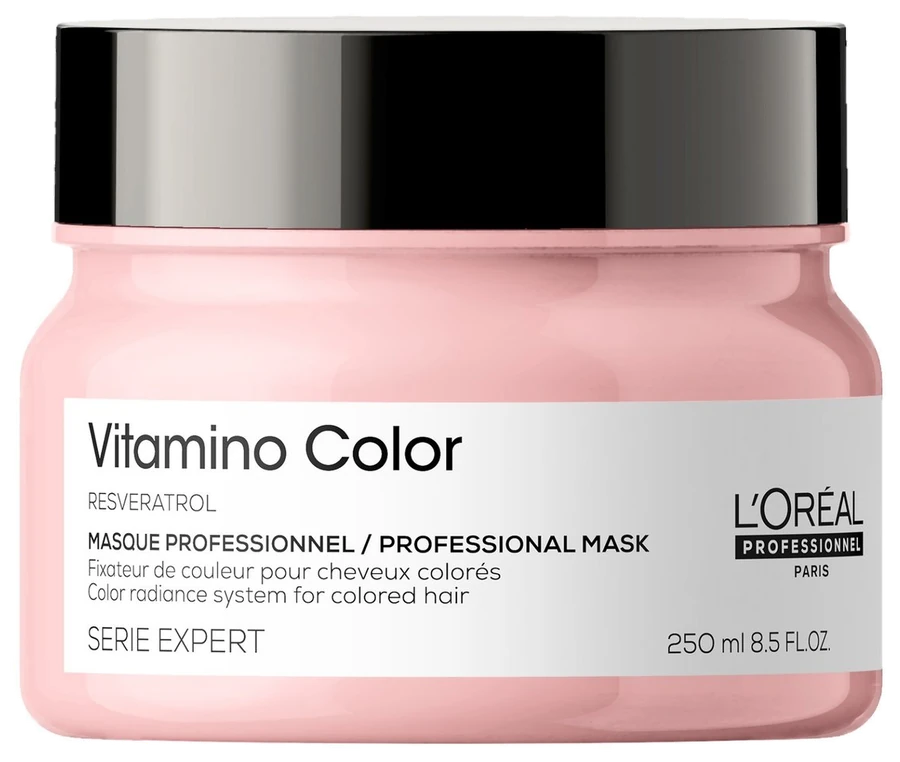 Vitamino Color
RESVERATROL
MASQUE PROFESSIONNEL / PROFESSIONAL MASK
Fixateur de couleur pour cheveux colorés
Color radiance system for colored hair
SERIE EXPERT
L'ORÉAL
PROFESSIONNEL
PARIS
250 ml 8.5 FL.OZ.